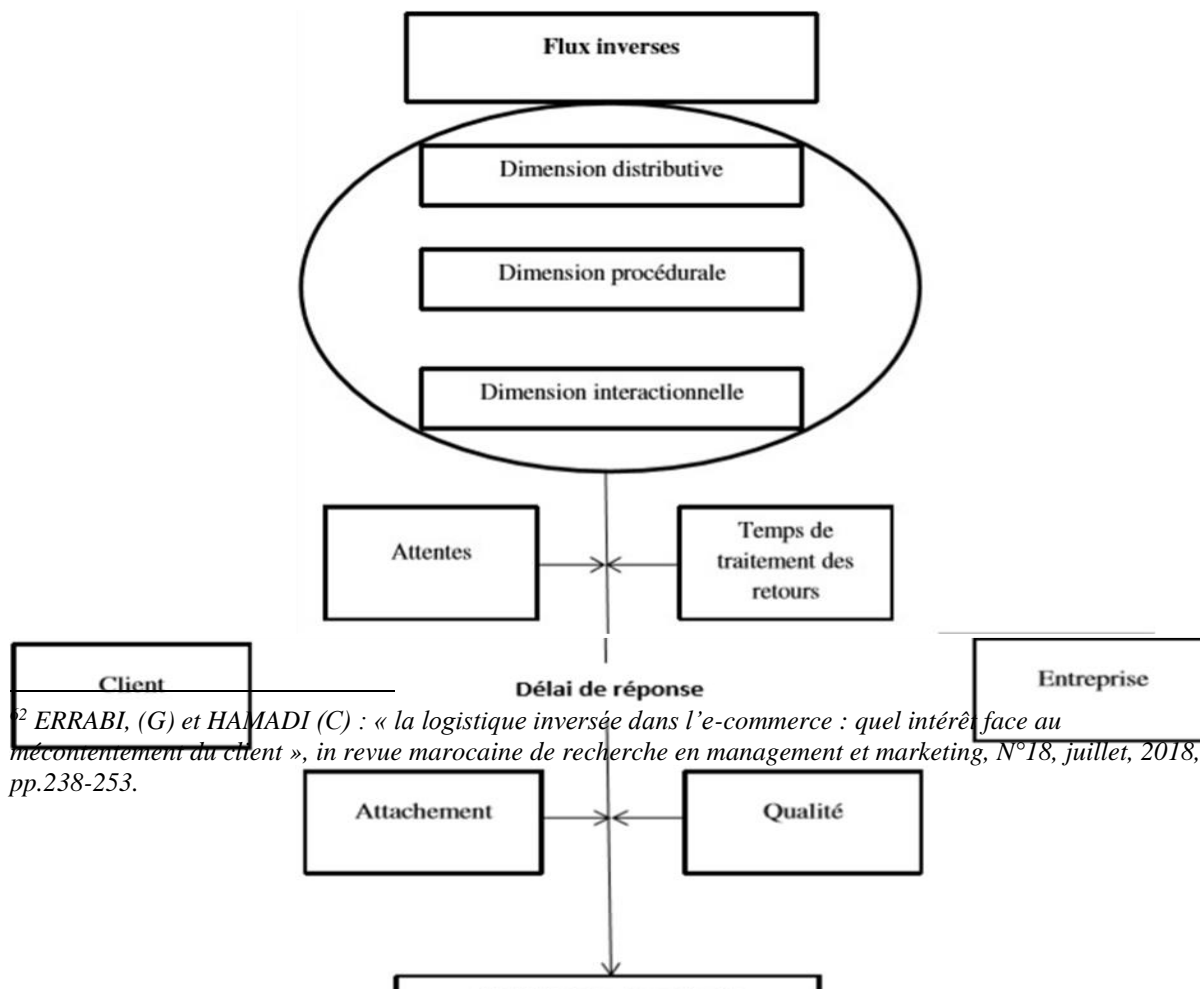 Flux inverses
Dimension distributive
Dimension procédurale
Dimension interactionnelle
Attentes
Temps de
traitement des
retours
Client
Délai de réponse
Entreprise
62 ERRABI, (G) et HAMADI (C) : « la logistique inversée dans l’e-commerce : quel intérêt face au
mécontentement du client », in revue marocaine de recherche en management et marketing, N°18, juillet, 2018,
pp.238-253.
Attachement
Qualité